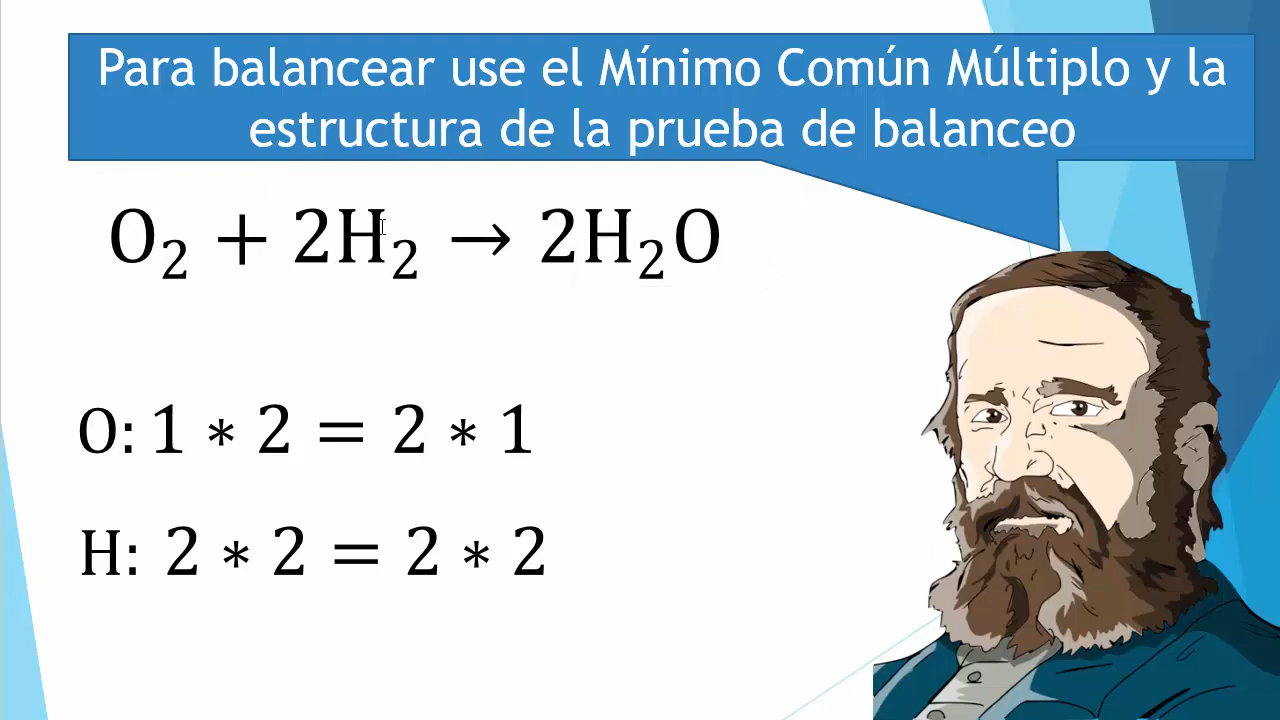 Para balancear use el Mínimo Común Múltiplo y la
estructura de la prueba de balanceo
O₂ + 2H₂ → 2H₂O
O: 1 * 2 = 2 * 1
H: 2 * 2 = 2 * 2